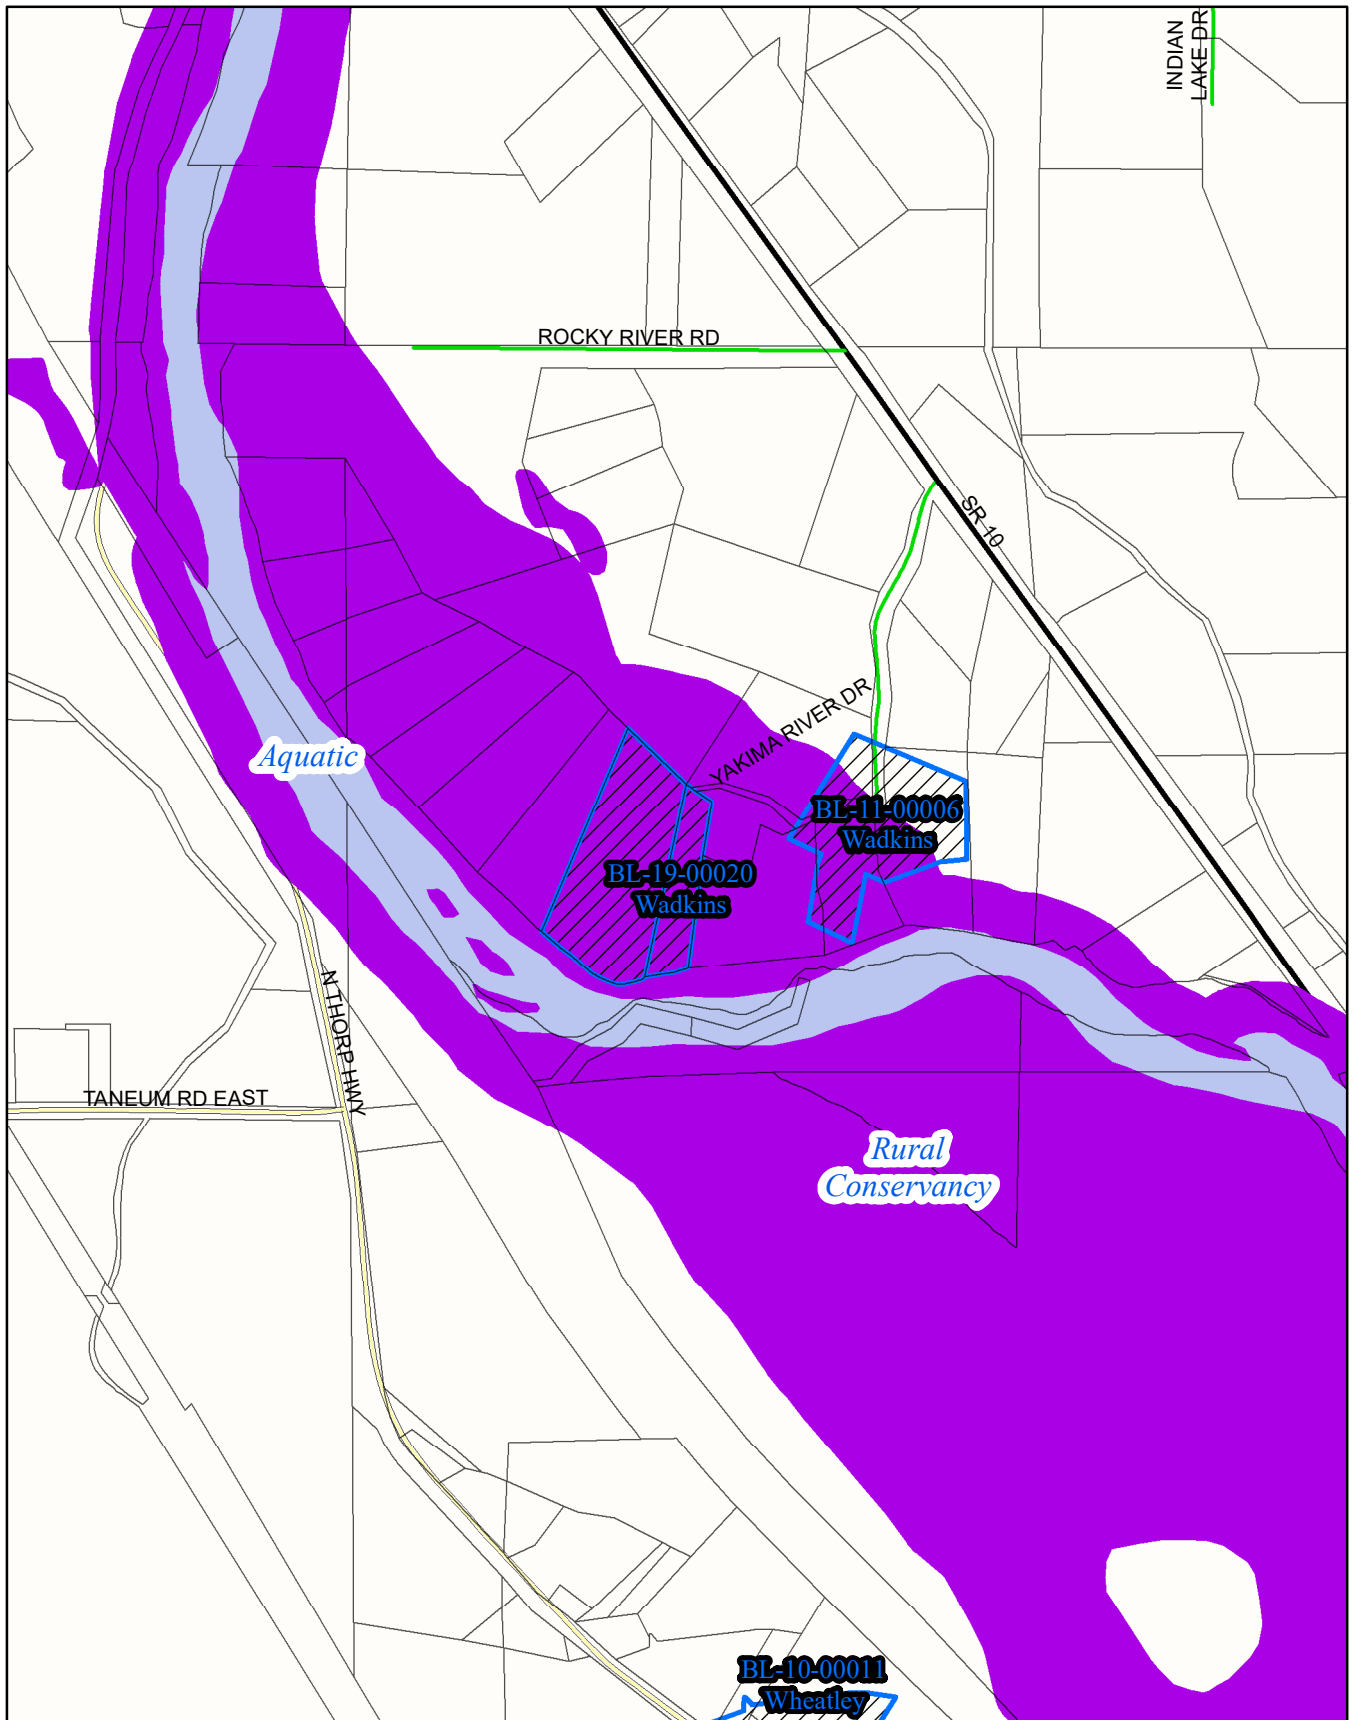 INDIAN
LAKE DR
ROCKY RIVER RD
SR 10
YAKIMA RIVER DR
Aquatic
BL-11-00006
Wadkins
BL-19-00020
Wadkins
N THORP HWY
TANEUM RD EAST
Rural
Conservancy
BL-10-00011
Wheatley